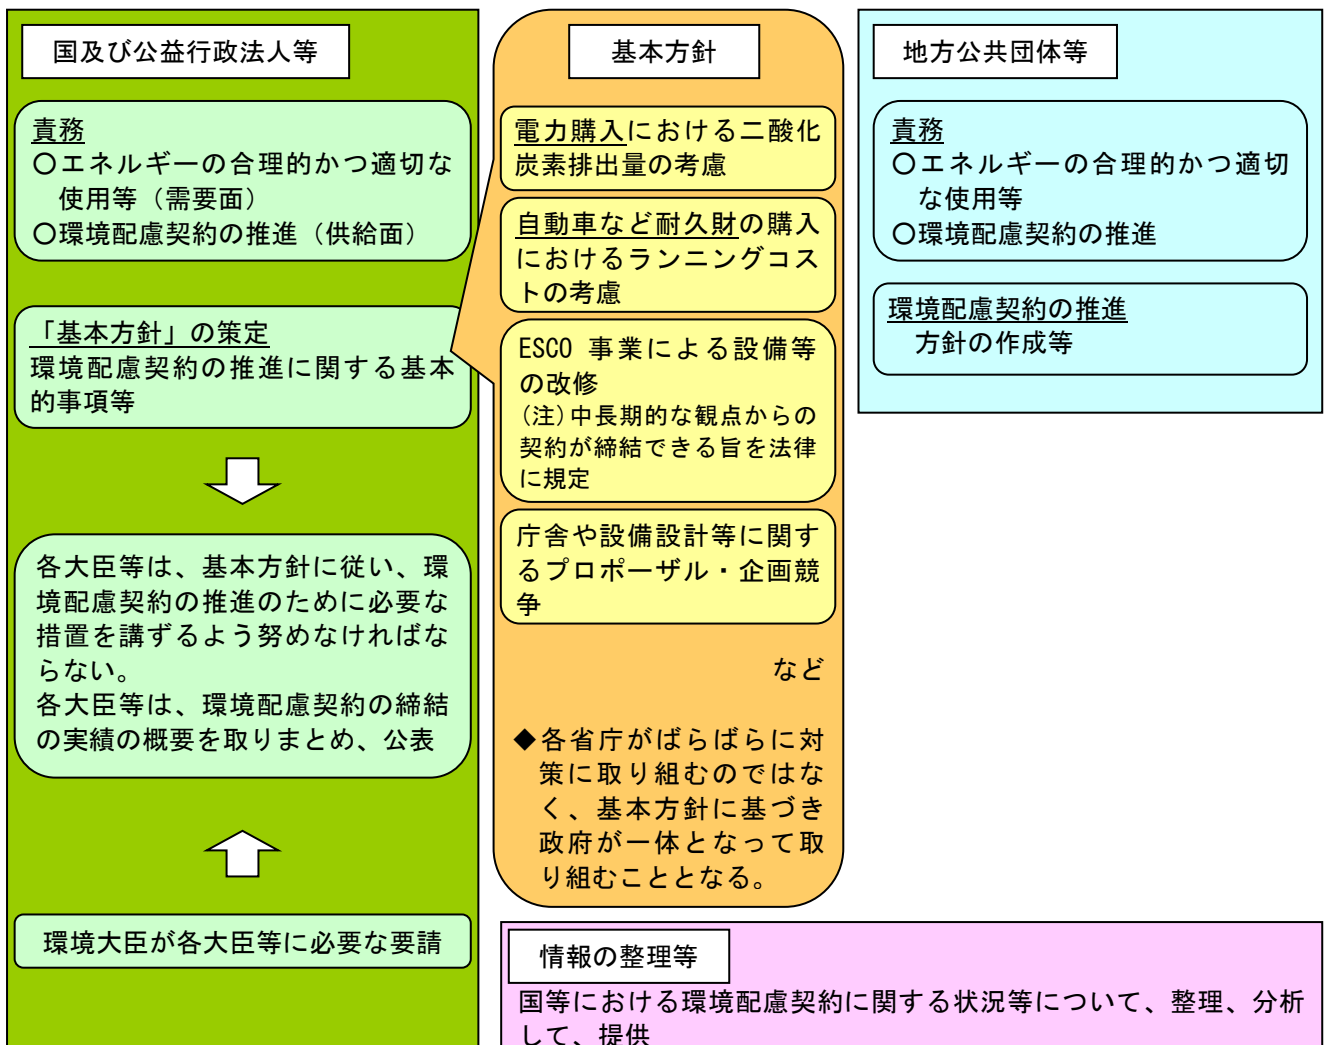 国及び公益行政法人等
責務
○エネルギーの合理的かつ適切な
使用等（需要面）
○環境配慮契約の推進（供給面）
「基本方針」の策定
環境配慮契約の推進に関する基本
的事項等
各大臣等は、基本方針に従い、環
境配慮契約の推進のために必要な
措置を講ずるよう努めなければな
らない。
各大臣等は、環境配慮契約の締結
の実績の概要を取りまとめ、公表
環境大臣が各大臣等に必要な要請
基本方針
電力購入における二酸化
炭素排出量の考慮
自動車など耐久財の購入
におけるランニングコス
トの考慮
ESCO 事業による設備等
の改修
(注)中長期的な観点からの
契約が締結できる旨を法律
に規定
庁舎や設備設計等に関す
るプロポーザル・企画競
争
など
◆各省庁がばらばらに対
策に取り組むのではな
く、基本方針に基づき
政府が一体となって取
り組むこととなる。
地方公共団体等
責務
○エネルギーの合理的かつ適切
な使用等
○環境配慮契約の推進
環境配慮契約の推進
方針の作成等
情報の整理等
国等における環境配慮契約に関する状況等について、整理、分析
して、提供